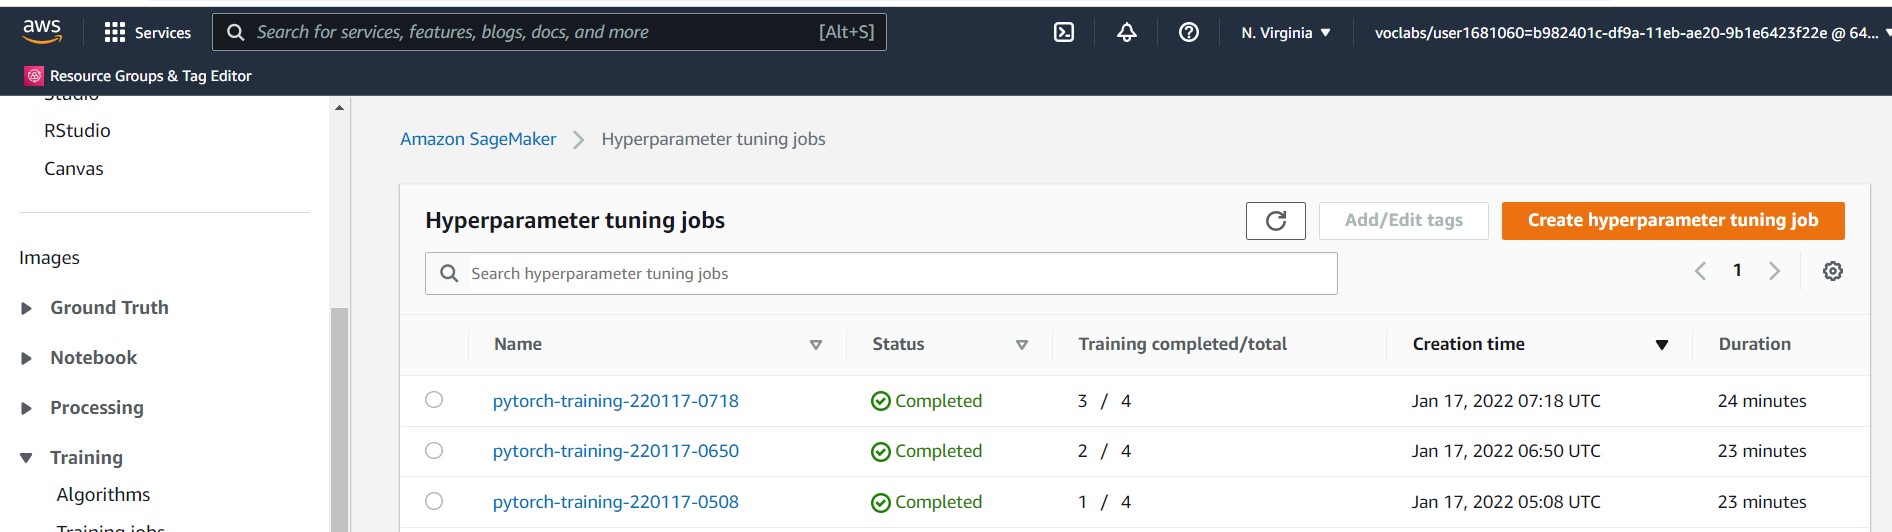 aws Services Search for services, features, blogs, docs, and more [Alt+S] N. Virginia voclabs/user1681060=b982401c-df9a-11eb-ae20-9b1e6423f22e @ 64...
Resource Groups & Tag Editor
Studio
RStudio
Canvas
Images
Ground Truth
Notebook
Processing
Training
Algorithms
Training jobs
Amazon SageMaker Hyperparameter tuning jobs
Hyperparameter tuning jobs Add/Edit tags Create hyperparameter tuning job
Search hyperparameter tuning jobs 1
Name Status Training completed/total Creation time Duration
pytorch-training-220117-0718 Completed 3 / 4 Jan 17, 2022 07:18 UTC 24 minutes
pytorch-training-220117-0650 Completed 2 / 4 Jan 17, 2022 06:50 UTC 23 minutes
pytorch-training-220117-0508 Completed 1 / 4 Jan 17, 2022 05:08 UTC 23 minutes